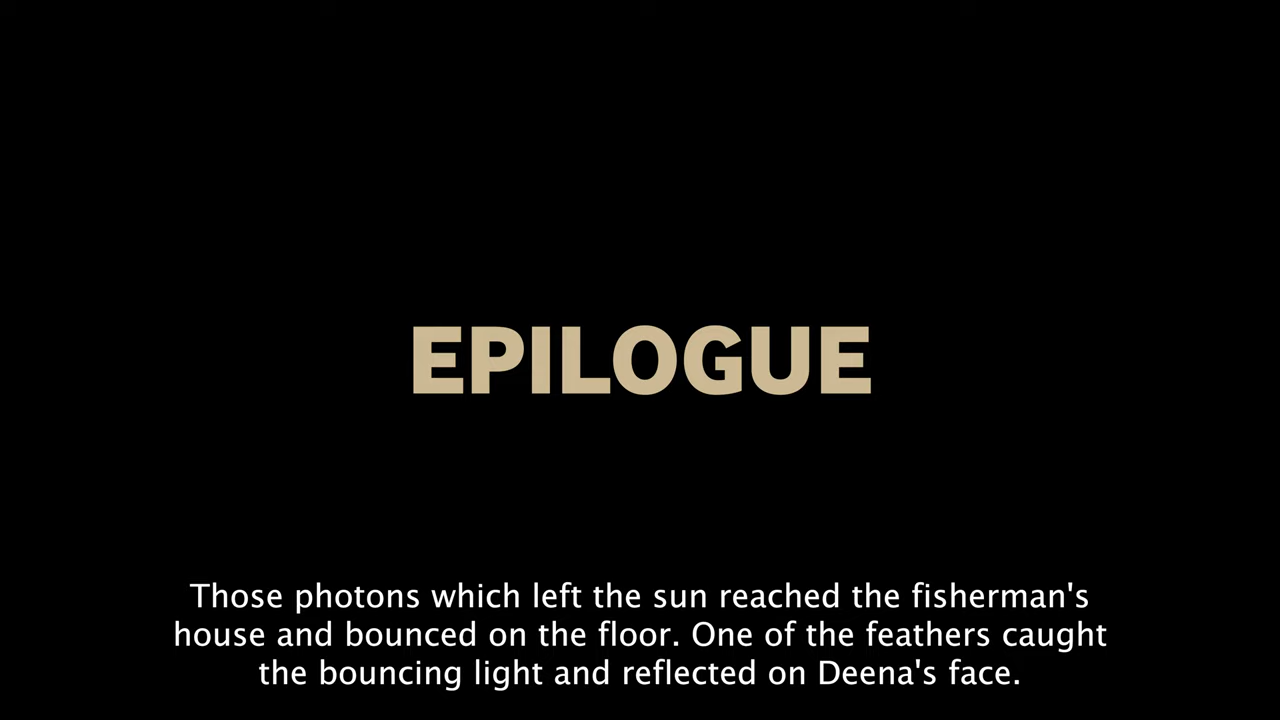 EPILOGUE
Those photons which left the sun reached the fisherman's
house and bounced on the floor. One of the feathers caught
the bouncing light and reflected on Deena's face.